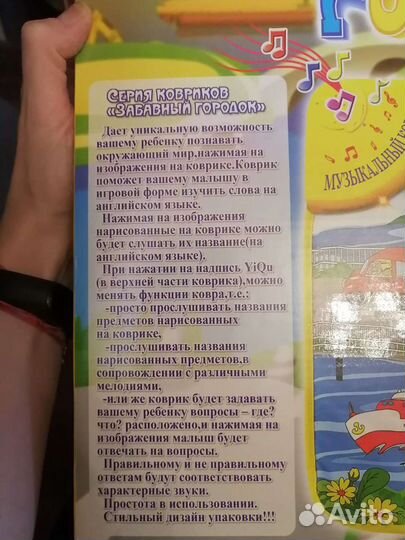 СЕРИЯ КОВРИКОВ
«ЗАБАВНЫЙ ГОРОДОК»
Дает уникальную возможность
вашему ребенку познавать
окружающий мир,нажимая на
изображения на коврике.Коврик
поможет вашему малышу в
игровой форме изучить слова на
английском языке.
Нажимая на изображения
нарисованные на коврике можно
будет слушать их название(на
английском языке).
При нажатии на надпись YiQu
(в верхней части коврика),можно
менять функции ковра,т.е.:
-просто прослушивать названия
предметов нарисованных
на коврике,
-прослушивать названия
нарисованных предметов,в
сопровождении с различными
мелодиями,
-или же коврик будет задавать
вашему ребенку вопросы – где?
что? расположено,и нажимая на
изображения малыш будет
отвечать на вопросы.
Правильному и не правильному
ответам будут соответствовать
характерные звуки.
Простота в использовании.
Стильный дизайн упаковки!!!
МУЗЫКАЛЬНЫЙ
Avito